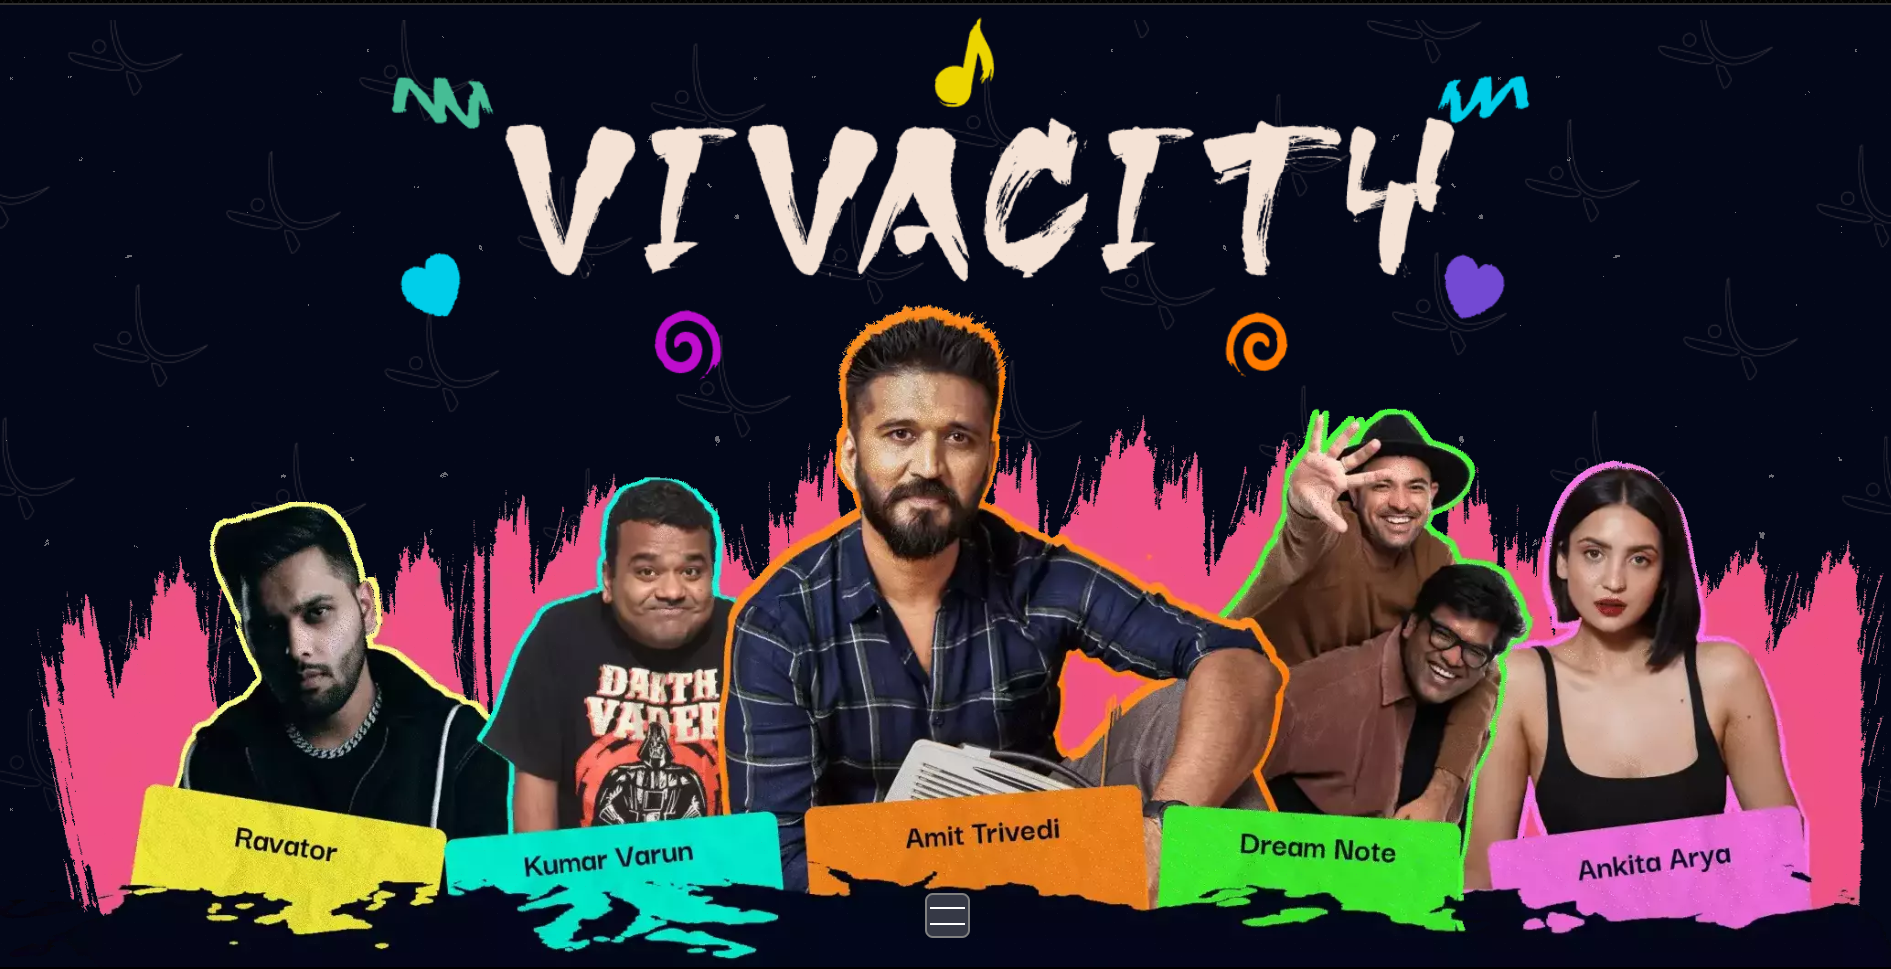 VIVACITY
DARTH
VADER
Ravator
Kumar Varun
Amit Trivedi
Dream Note
Ankita Arya